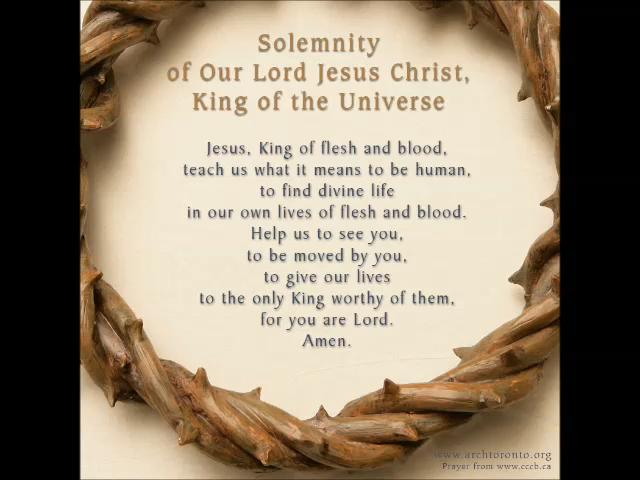 Solemnity
of Our Lord Jesus Christ,
King of the Universe
Jesus, King of flesh and blood,
teach us what it means to be human,
to find divine life
in our own lives of flesh and blood.
Help us to see you,
to be moved by you,
to give our lives
to the only King worthy of them,
for you are Lord.
Amen.
www.archtoronto.org
Prayer from www.cccb.ca